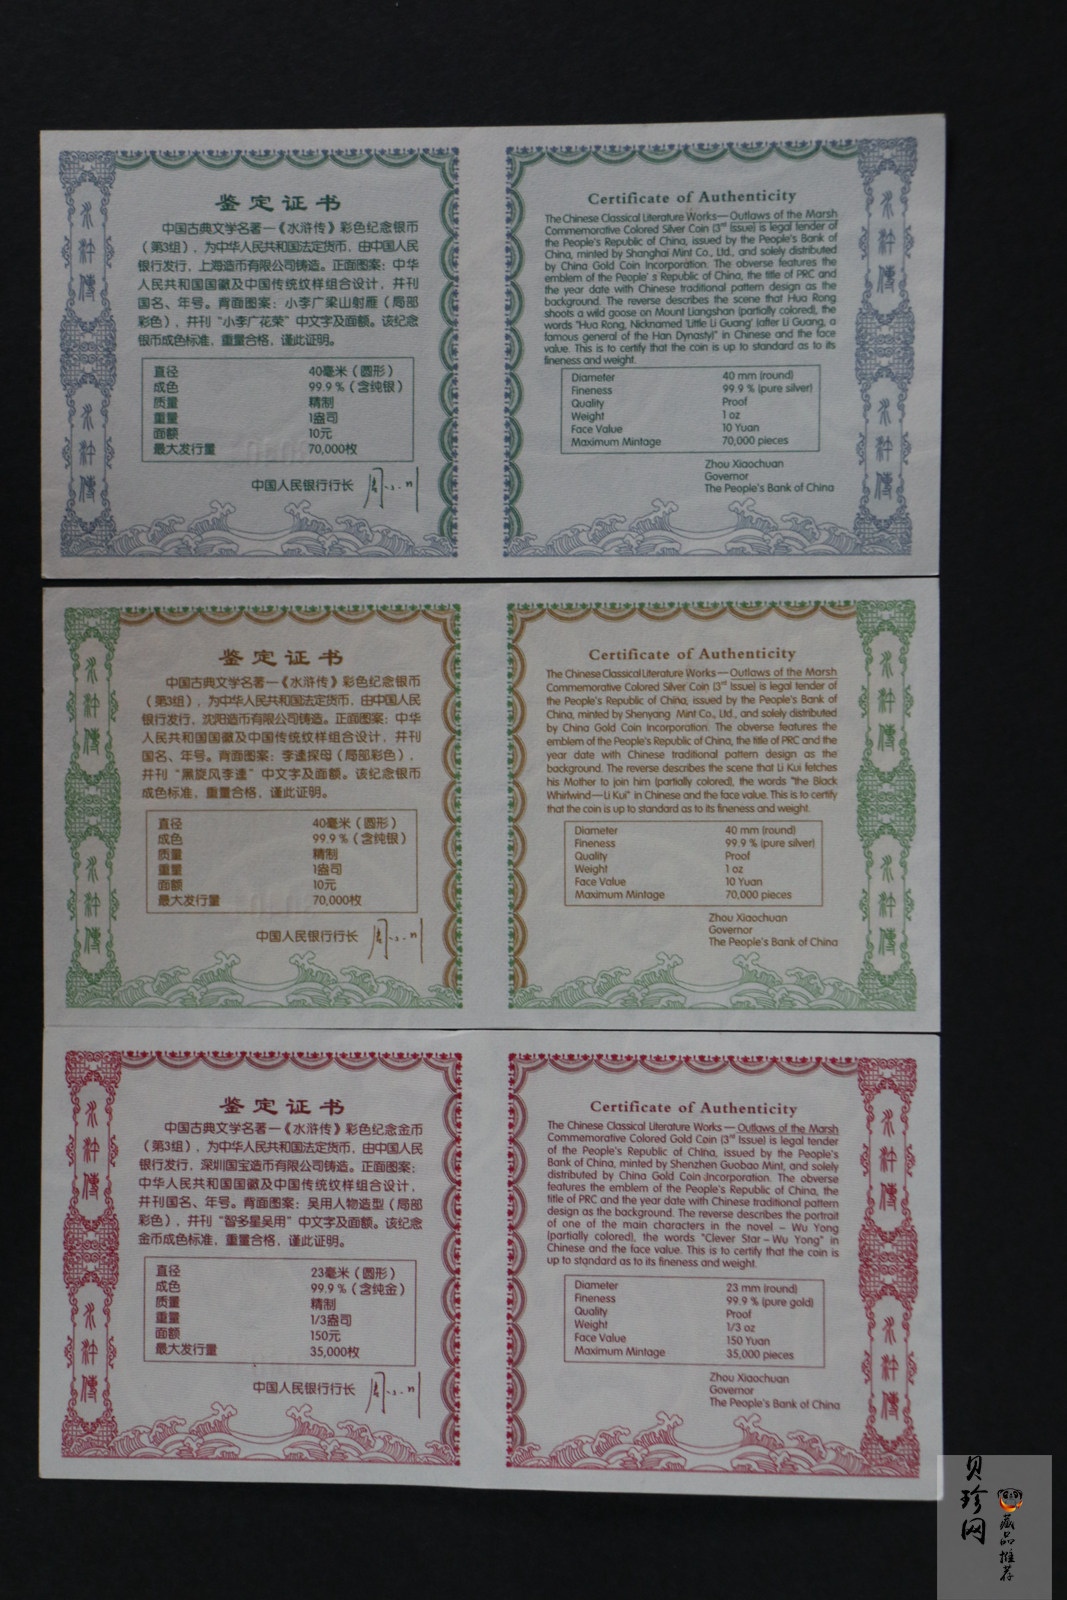 水滸傳
水滸傳
鉴定证书
中国古典文学名著—《水浒传》彩色纪念银币
（第3组），为中华人民共和国法定货币，由中国人民
银行发行，上海造币有限公司铸造。正面图案：中华
人民共和国国徽及中国传统纹样组合设计，并刊
国名、年号。背面图案：小李广梁山射雁（局部
彩色），并刊“小李广花荣”中文字及面额。该纪念
银币成色标准，重量合格，谨此证明。
直径 40毫米（圆形）
成色 99.9％（含纯银）
质量 精制
重量 1盎司
面额 10元
最大发行量 70,000枚
中国人民银行行长
Certificate of Authenticity
The Chinese Classical Literature Works—Outlaws of the Marsh
Commemorative Colored Silver Coin (3rd Issue) is legal tender of
the People's Republic of China, issued by the People's Bank of
China, minted by Shanghai Mint Co., Ltd., and solely distributed
by China Gold Coin Incorporation. The obverse features the
emblem of the People' s Republic of China, the title of PRC and
the year date with Chinese traditional pattern design as the
background. The reverse describes the scene that Hua Rong
shoots a wild goose on Mount Liangshan (partially colored), the
words "Hua Rong, Nicknamed 'Little Li Guang' (after Li Guang, a
famous general of the Han Dynasty)" in Chinese and the face
value. This is to certify that the coin is up to standard as to its
fineness and weight.
Diameter 40 mm (round)
Fineness 99.9 % (pure silver)
Quality Proof
Weight 1 oz
Face Value 10 Yuan
Maximum Mintage 70,000 pieces
Zhou Xiaochuan
Governor
The People's Bank of China
水滸傳
水滸傳
水滸傳
水滸傳
鉴定证书
中国古典文学名著—《水浒传》彩色纪念银币
（第3组），为中华人民共和国法定货币，由中国人民
银行发行，沈阳造币有限公司铸造。正面图案：中华
人民共和国国徽及中国传统纹样组合设计，并刊
国名、年号。背面图案：李逵探母（局部彩色），
并刊“黑旋风李逵”中文字及面额。该纪念银币
成色标准，重量合格，谨此证明。
直径 40毫米（圆形）
成色 99.9％（含纯银）
质量 精制
重量 1盎司
面额 10元
最大发行量 70,000枚
中国人民银行行长
Certificate of Authenticity
The Chinese Classical Literature Works—Outlaws of the Marsh
Commemorative Colored Silver Coin (3rd Issue) is legal tender of
the People's Republic of China, issued by the People's Bank of
China, minted by Shenyang Mint Co., Ltd., and solely distributed
by China Gold Coin Incorporation. The obverse features the
emblem of the People's Republic of China, the title of PRC and the
year date with Chinese traditional pattern design as the
background. The reverse describes the scene that Li Kui fetches
his Mother to join him (partially colored), the words "the Black
Whirlwind—Li Kui" in Chinese and the face value. This is to certify
that the coin is up to standard as to its fineness and weight.
Diameter 40 mm (round)
Fineness 99.9 % (pure silver)
Quality Proof
Weight 1 oz
Face Value 10 Yuan
Maximum Mintage 70,000 pieces
Zhou Xiaochuan
Governor
The People's Bank of China
水滸傳
水滸傳
水滸傳
水滸傳
鉴定证书
中国古典文学名著—《水浒传》彩色纪念金币
（第3组），为中华人民共和国法定货币，由中国人民
银行发行，深圳国宝造币有限公司铸造。正面图案：
中华人民共和国国徽及中国传统纹样组合设计，
并刊国名、年号。背面图案：吴用人物造型（局部
彩色），并刊“智多星吴用”中文字及面额。该纪念
金币成色标准，重量合格，谨此证明。
直径 23毫米（圆形）
成色 99.9％（含纯金）
质量 精制
重量 1/3盎司
面额 150元
最大发行量 35,000枚
中国人民银行行长
Certificate of Authenticity
The Chinese Classical Literature Works — Outlaws of the Marsh
Commemorative Colored Gold Coin (3rd Issue) is legal tender
of the People's Republic of China, issued by the People's
Bank of China, minted by Shenzhen Guobao Mint, and solely
distributed by China Gold Coin Incorporation. The obverse
features the emblem of the People's Republic of China, the
title of PRC and the year date with Chinese traditional pattern
design as the background. The reverse describes the portrait
of one of the main characters in the novel – Wu Yong
(partially colored), the words "Clever Star – Wu Yong" in
Chinese and the face value. This is to certify that the coin is
up to standard as to its fineness and weight.
Diameter 23 mm (round)
Fineness 99.9 % (pure gold)
Quality Proof
Weight 1/3 oz
Face Value 150 Yuan
Maximum Mintage 35,000 pieces
Zhou Xiaochuan
Governor
The People's Bank of China
水滸傳
水滸傳
贝珍网
藏品推荐